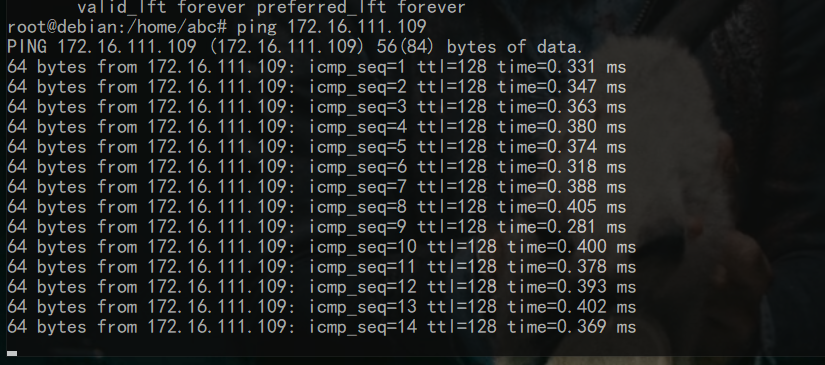 valid_lft forever preferred_lft forever
root@debian:/home/abc# ping 172.16.111.109
PING 172.16.111.109 (172.16.111.109) 56(84) bytes of data.
64 bytes from 172.16.111.109: icmp_seq=1 ttl=128 time=0.331 ms
64 bytes from 172.16.111.109: icmp_seq=2 ttl=128 time=0.347 ms
64 bytes from 172.16.111.109: icmp_seq=3 ttl=128 time=0.363 ms
64 bytes from 172.16.111.109: icmp_seq=4 ttl=128 time=0.380 ms
64 bytes from 172.16.111.109: icmp_seq=5 ttl=128 time=0.374 ms
64 bytes from 172.16.111.109: icmp_seq=6 ttl=128 time=0.318 ms
64 bytes from 172.16.111.109: icmp_seq=7 ttl=128 time=0.388 ms
64 bytes from 172.16.111.109: icmp_seq=8 ttl=128 time=0.405 ms
64 bytes from 172.16.111.109: icmp_seq=9 ttl=128 time=0.281 ms
64 bytes from 172.16.111.109: icmp_seq=10 ttl=128 time=0.400 ms
64 bytes from 172.16.111.109: icmp_seq=11 ttl=128 time=0.378 ms
64 bytes from 172.16.111.109: icmp_seq=12 ttl=128 time=0.393 ms
64 bytes from 172.16.111.109: icmp_seq=13 ttl=128 time=0.402 ms
64 bytes from 172.16.111.109: icmp_seq=14 ttl=128 time=0.369 ms